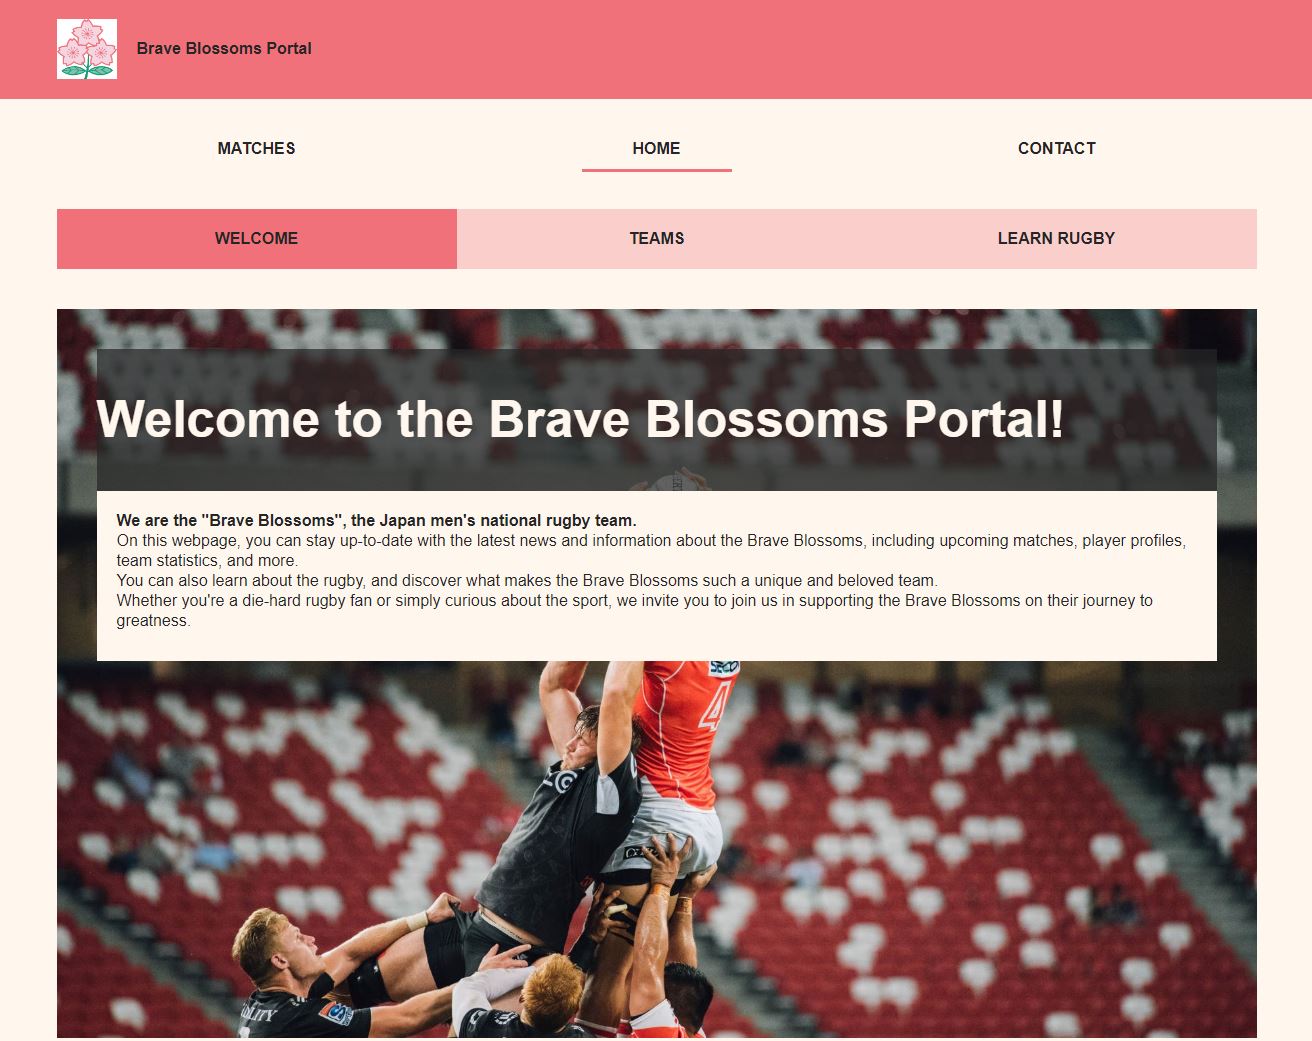 Brave Blossoms Portal
MATCHES
HOME
CONTACT
WELCOME
TEAMS
LEARN RUGBY
Welcome to the Brave Blossoms Portal!
We are the "Brave Blossoms", the Japan men's national rugby team.
On this webpage, you can stay up-to-date with the latest news and information about the Brave Blossoms, including upcoming matches, player profiles,
team statistics, and more.
You can also learn about the rugby, and discover what makes the Brave Blossoms such a unique and beloved team.
Whether you're a die-hard rugby fan or simply curious about the sport, we invite you to join us in supporting the Brave Blossoms on their journey to
greatness.
4